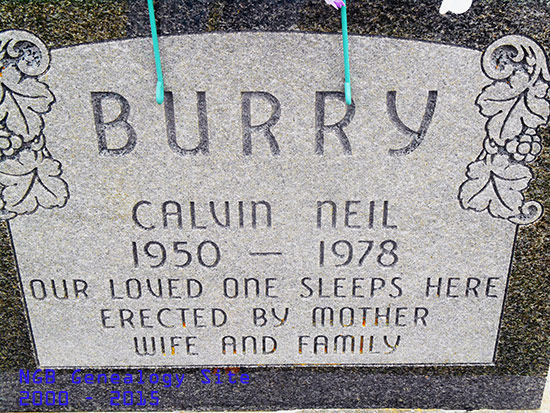 BURRY
CALVIN NEIL
1950 — 1978
OUR LOVED ONE SLEEPS HERE
ERECTED BY MOTHER
WIFE AND FAMILY
NGB Genealogy Site
2000 - 2015